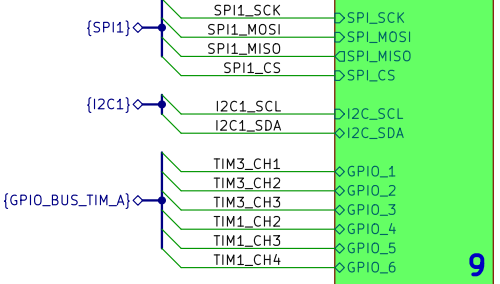 SPI1_SCK SPI_SCK
{SPI1} SPI1_MOSI SPI_MOSI
SPI1_MISO SPI_MISO
SPI1_CS SPI_CS
{I2C1} I2C1_SCL I2C_SCL
I2C1_SDA I2C_SDA
TIM3_CH1 GPIO_1
TIM3_CH2 GPIO_2
{GPIO_BUS_TIM_A} TIM3_CH3 GPIO_3
TIM1_CH2 GPIO_4
TIM1_CH3 GPIO_5
TIM1_CH4 GPIO_6
9